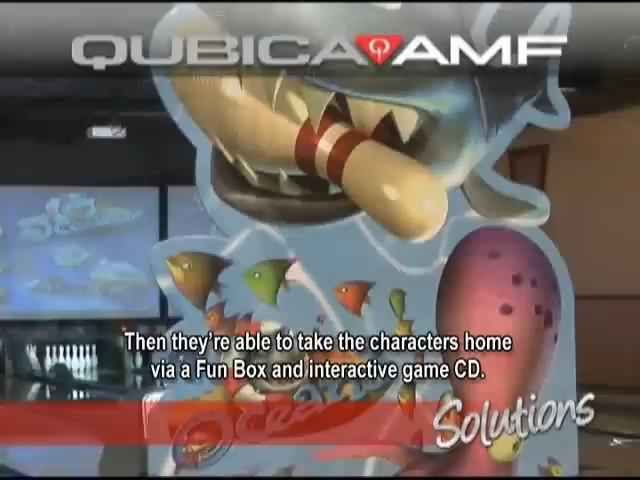 QUBICA AMF
Then they're able to take the characters home
via a Fun Box and interactive game CD.
Ocean
Solutions